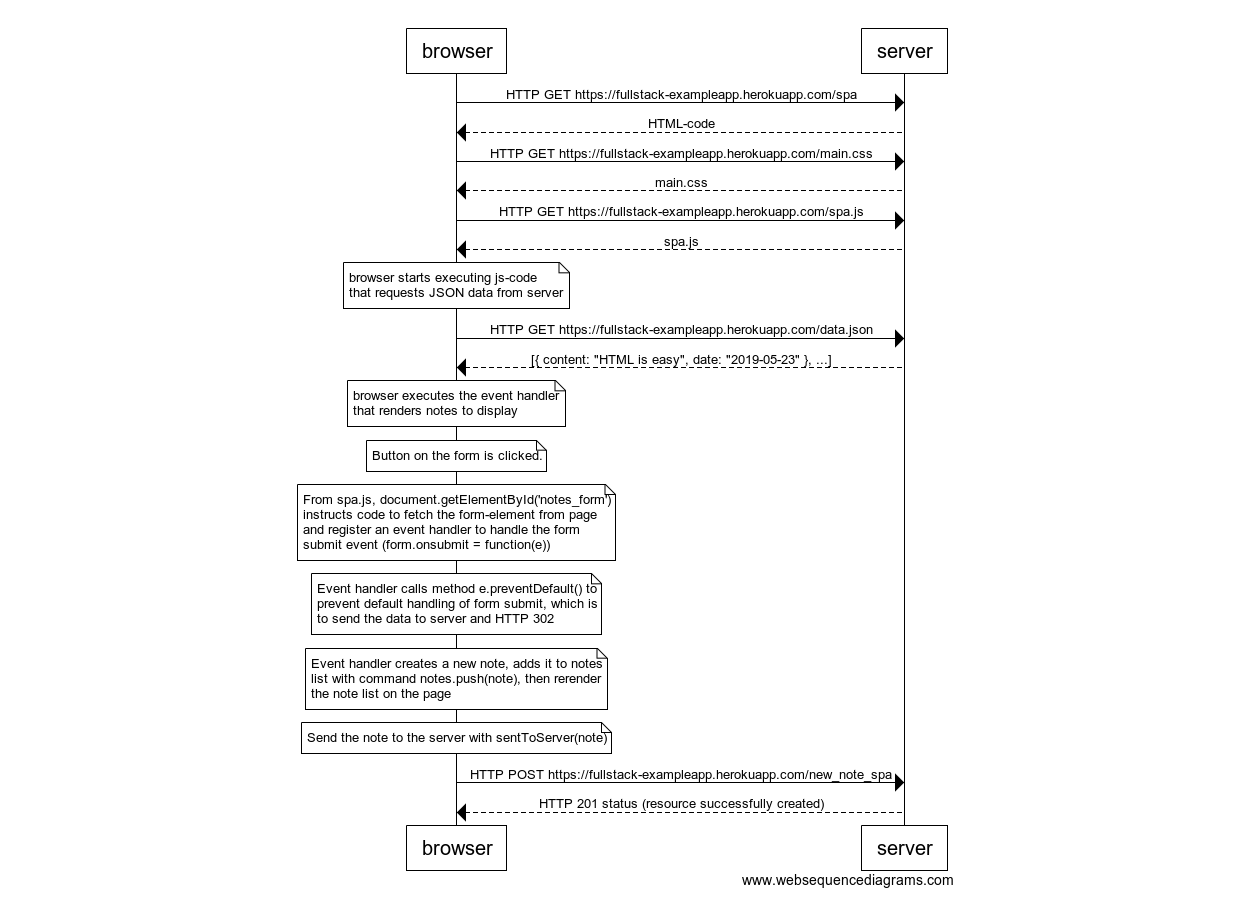 browser
server
HTTP GET https://fullstack-exampleapp.herokuapp.com/spa
HTML-code
HTTP GET https://fullstack-exampleapp.herokuapp.com/main.css
main.css
HTTP GET https://fullstack-exampleapp.herokuapp.com/spa.js
spa.js
browser starts executing js-code
that requests JSON data from server
HTTP GET https://fullstack-exampleapp.herokuapp.com/data.json
[{ content: "HTML is easy", date: "2019-05-23" }, ...]
browser executes the event handler
that renders notes to display
Button on the form is clicked.
From spa.js, document.getElementById('notes_form')
instructs code to fetch the form-element from page
and register an event handler to handle the form
submit event (form.onsubmit = function(e))
Event handler calls method e.preventDefault() to
prevent default handling of form submit, which is
to send the data to server and HTTP 302
Event handler creates a new note, adds it to notes
list with command notes.push(note), then rerender
the note list on the page
Send the note to the server with sentToServer(note)
HTTP POST https://fullstack-exampleapp.herokuapp.com/new_note_spa
HTTP 201 status (resource successfully created)
browser
server
www.websequencediagrams.com